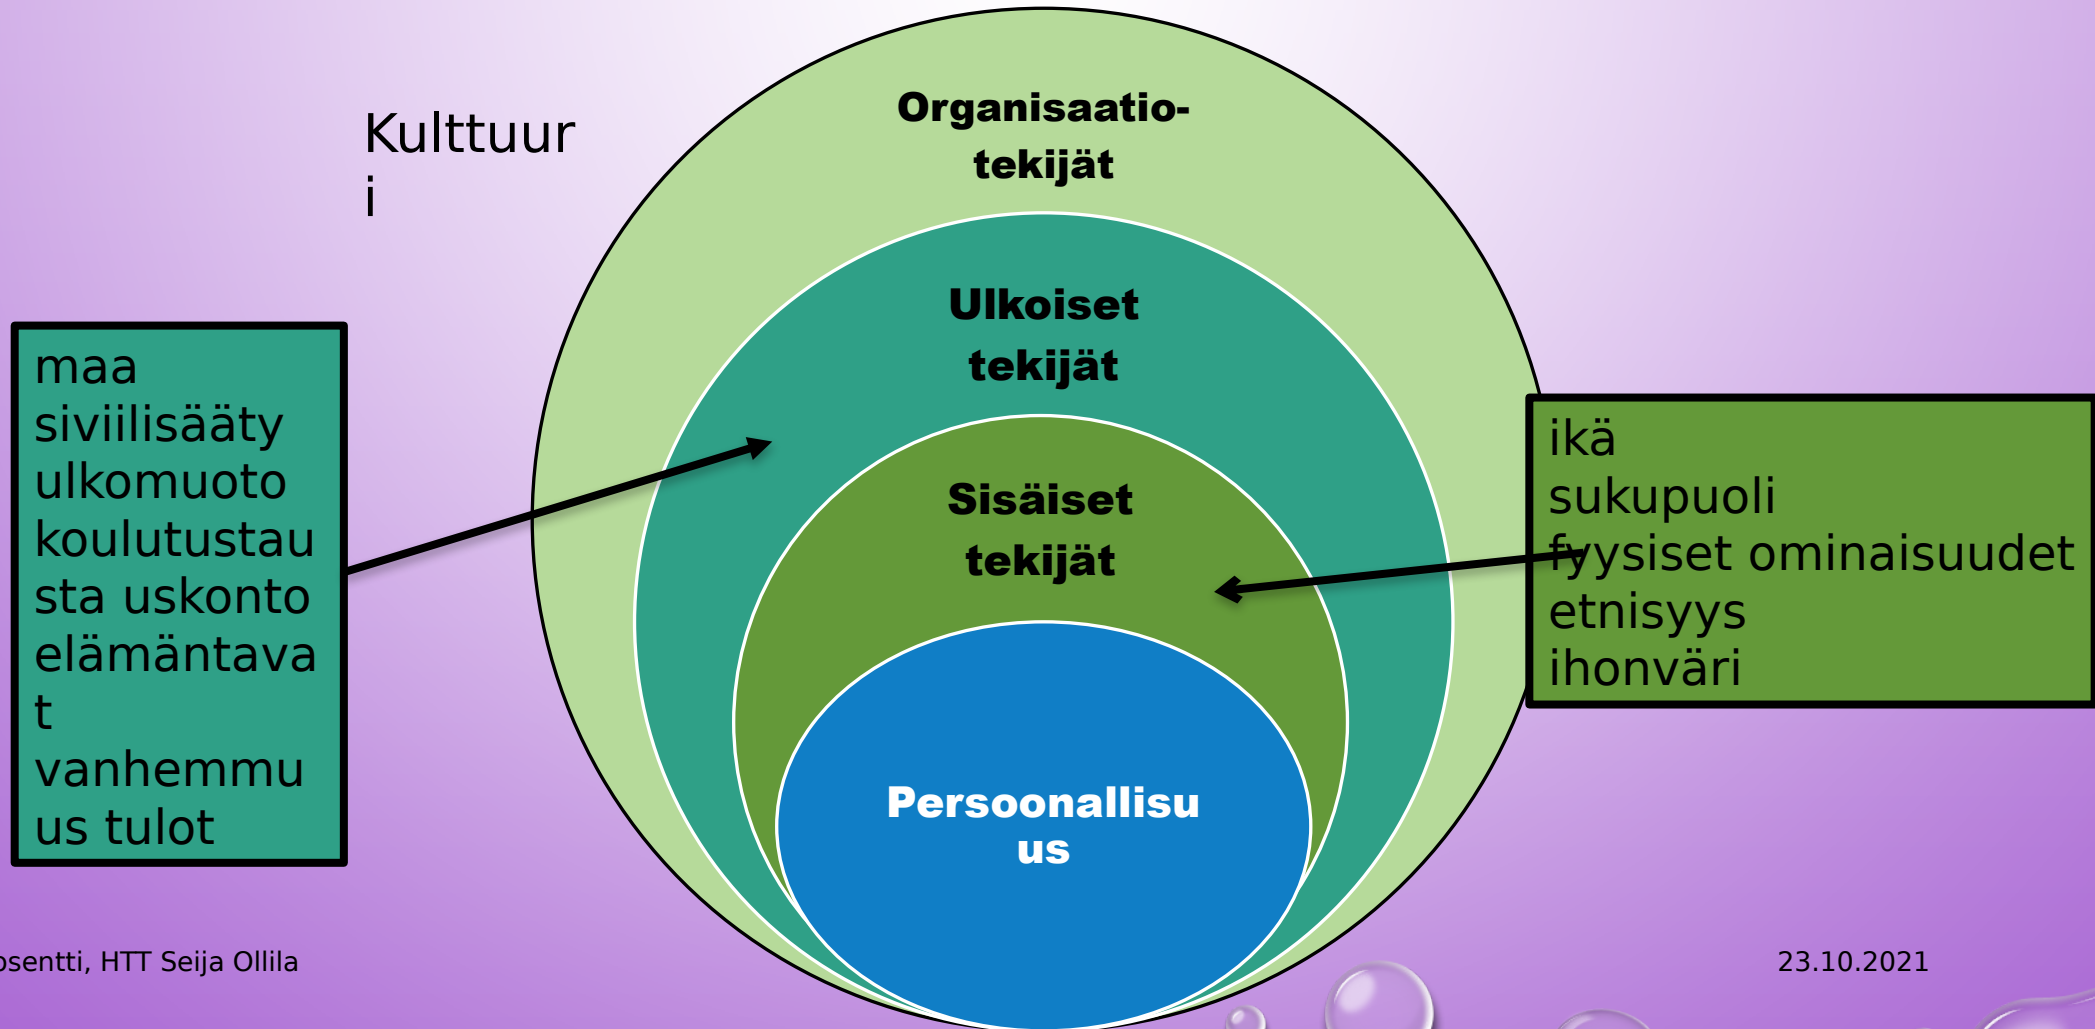 Kulttuur
i
Organisaatio-
tekijät
Ulkoiset
tekijät
Sisäiset
tekijät
Persoonallisu
us
maa
siviilisääty
ulkomuoto
koulutustau
sta uskonto
elämäntava
t
vanhemmu
us tulot
ikä
sukupuoli
fyysiset ominaisuudet
etnisyys
ihonväri
osentti, HTT Seija Ollila
23.10.2021